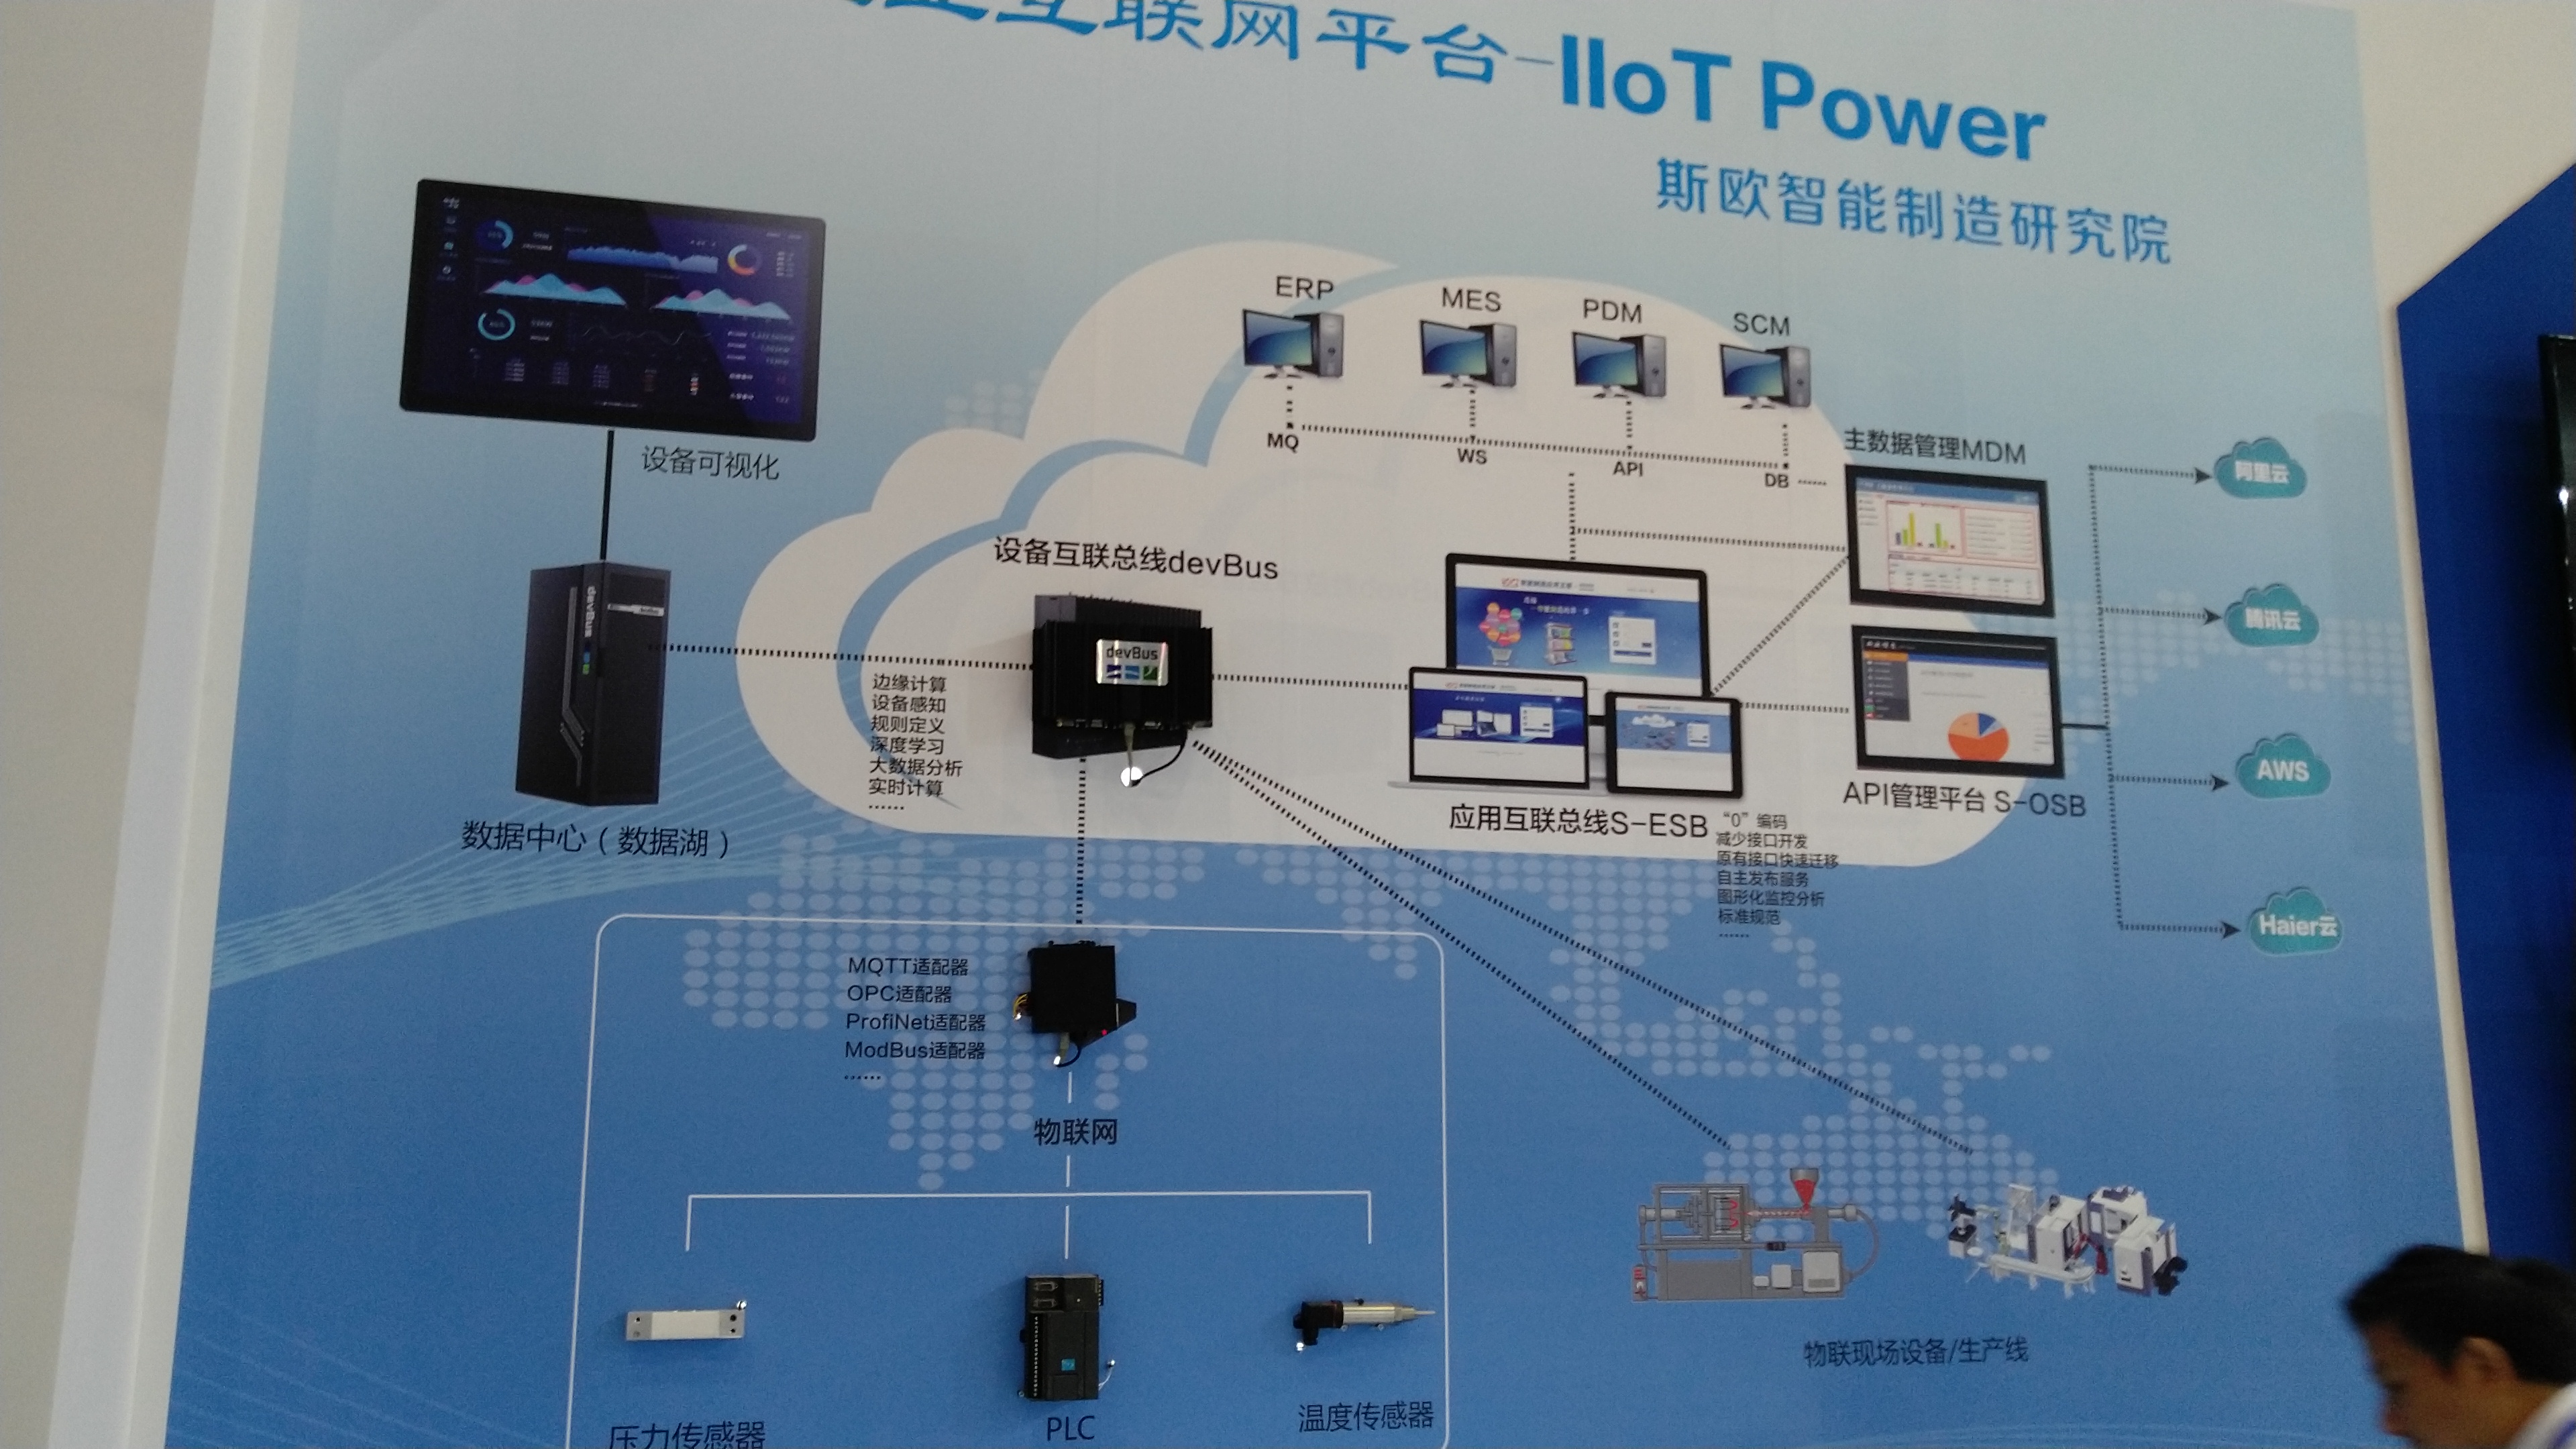 业互联网平台-IIoT Power
斯欧智能制造研究院
设备可视化
ERP
MES
PDM
SCM
MQ
WS
API
DB ......
主数据管理MDM
阿里云
腾讯云
AWS
Haier云
设备互联总线devBus
devBus
devBus
边缘计算
设备感知
规则定义
深度学习
大数据分析
实时计算
......
数据中心（数据湖）
应用互联总线S-ESB
“0”编码
减少接口开发
原有接口快速迁移
自主发布服务
图形化监控分析
标准规范
......
API管理平台 S-OSB
MQTT适配器
OPC适配器
ProfiNet适配器
ModBus适配器
......
物联网
压力传感器
PLC
温度传感器
物联现场设备/生产线